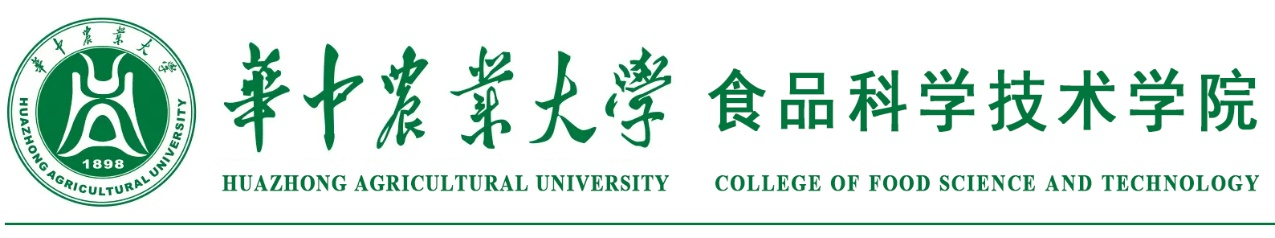 華中農業大學
1898
HUAZHONG AGRICULTURAL UNIVERSITY
華中農業大學 食品科学技术学院
HUAZHONG AGRICULTURAL UNIVERSITY COLLEGE OF FOOD SCIENCE AND TECHNOLOGY